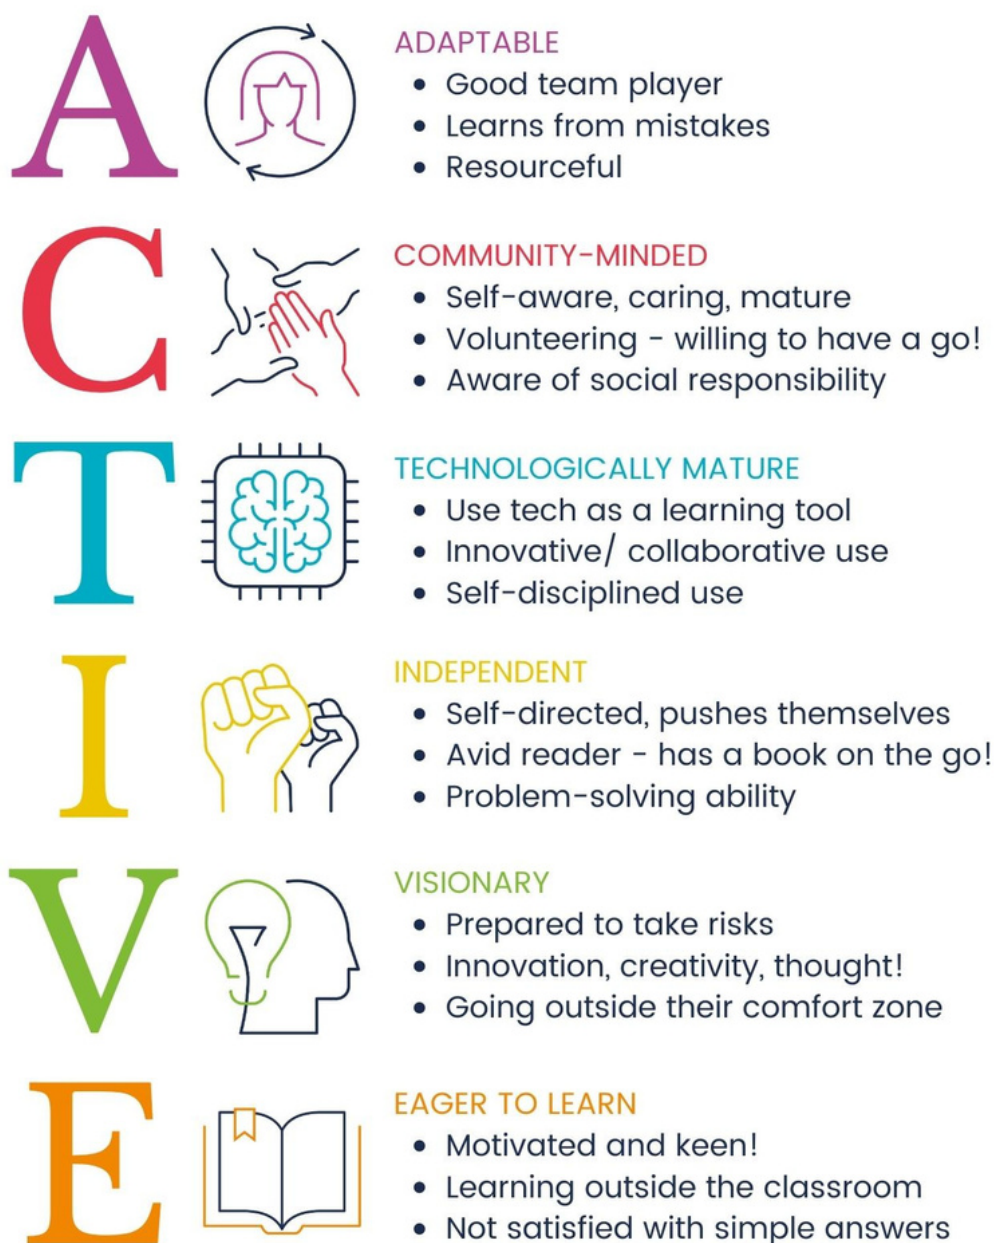 A
ADAPTABLE
• Good team player
• Learns from mistakes
• Resourceful
C
COMMUNITY-MINDED
• Self-aware, caring, mature
• Volunteering - willing to have a go!
• Aware of social responsibility
T
TECHNOLOGICALLY MATURE
• Use tech as a learning tool
• Innovative/ collaborative use
• Self-disciplined use
I
INDEPENDENT
• Self-directed, pushes themselves
• Avid reader - has a book on the go!
• Problem-solving ability
V
VISIONARY
• Prepared to take risks
• Innovation, creativity, thought!
• Going outside their comfort zone
E
EAGER TO LEARN
• Motivated and keen!
• Learning outside the classroom
• Not satisfied with simple answers